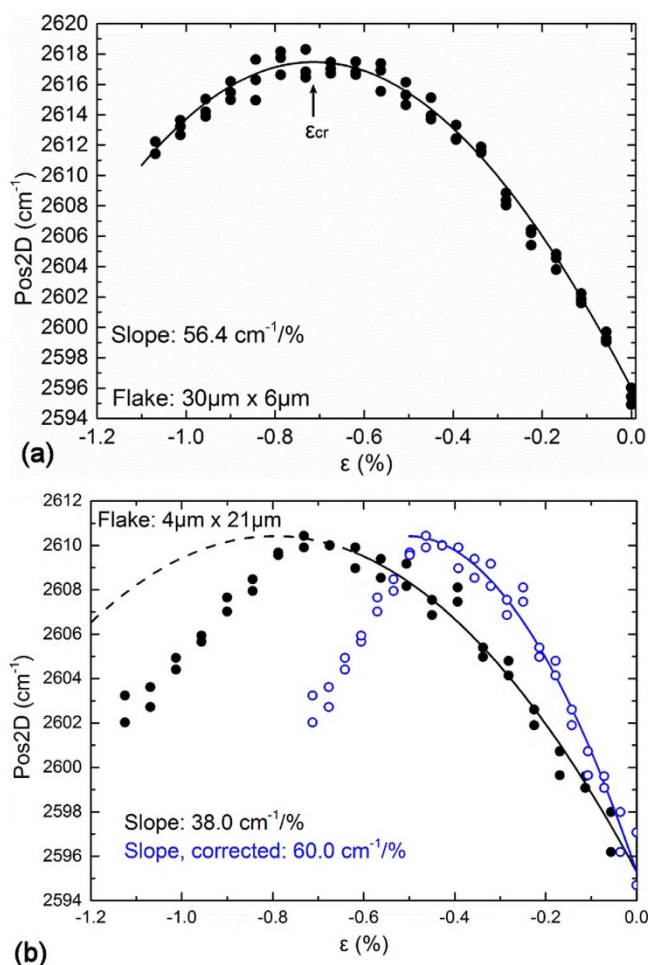 2620
2618
2616
2614
2612
2610
2608
2606
2604
2602
2600
2598
2596
2594
Pos2D (cm⁻¹)
εcr
Slope: 56.4 cm⁻¹/%
Flake: 30μm x 6μm
-1.2 -1.0 -0.8 -0.6 -0.4 -0.2 0.0
(a) ε (%)
2612
2610
2608
2606
2604
2602
2600
2598
2596
2594
Pos2D (cm⁻¹)
Flake: 4μm x 21μm
Slope: 38.0 cm⁻¹/%
Slope, corrected: 60.0 cm⁻¹/%
-1.2 -1.0 -0.8 -0.6 -0.4 -0.2 0.0
(b) ε (%)